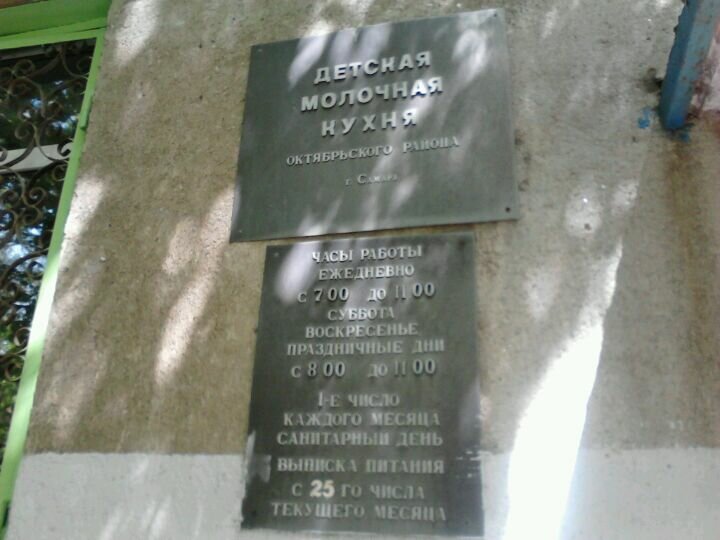 ДЕТСКАЯ
МОЛОЧНАЯ
КУХНЯ
ОКТЯБРЬСКОГО РАЙОНА
г. САМАРА
ЧАСЫ РАБОТЫ
ЕЖЕДНЕВНО
С 7 00 ДО 11 00
СУББОТА
ВОСКРЕСЕНЬЕ
ПРАЗДНИЧНЫЕ ДНИ
С 8 00 ДО 11 00
1-Е ЧИСЛО
КАЖДОГО МЕСЯЦА
САНИТАРНЫЙ ДЕНЬ
ВЫПИСКА ПИТАНИЯ
С 25 ГО ЧИСЛА
ТЕКУЩЕГО МЕСЯЦА